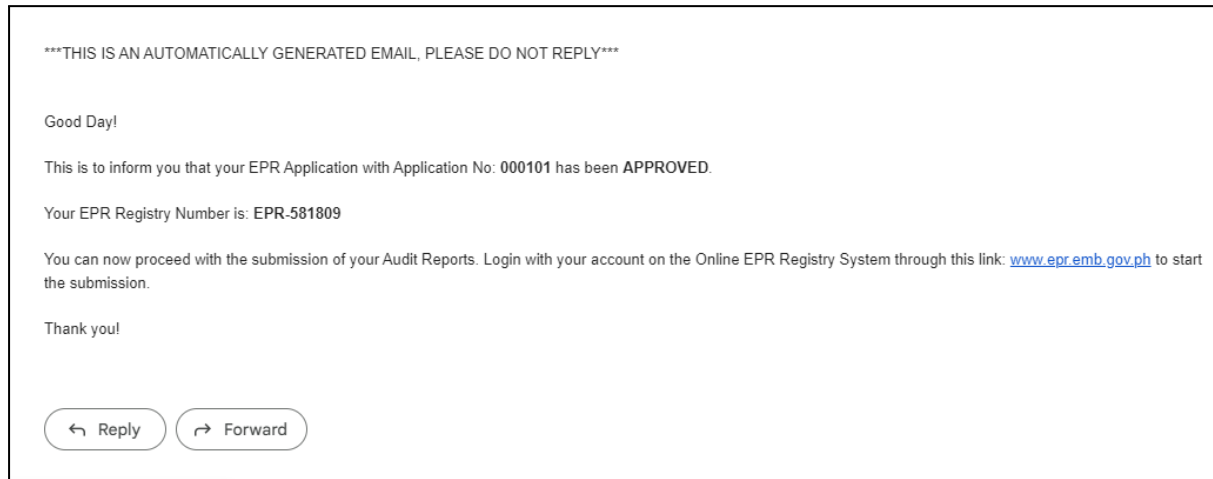 ***THIS IS AN AUTOMATICALLY GENERATED EMAIL, PLEASE DO NOT REPLY***
Good Day!
This is to inform you that your EPR Application with Application No: 000101 has been APPROVED.
Your EPR Registry Number is: EPR-581809
You can now proceed with the submission of your Audit Reports. Login with your account on the Online EPR Registry System through this link: www.epr.emb.gov.ph to start
the submission.
Thank you!
Reply Forward